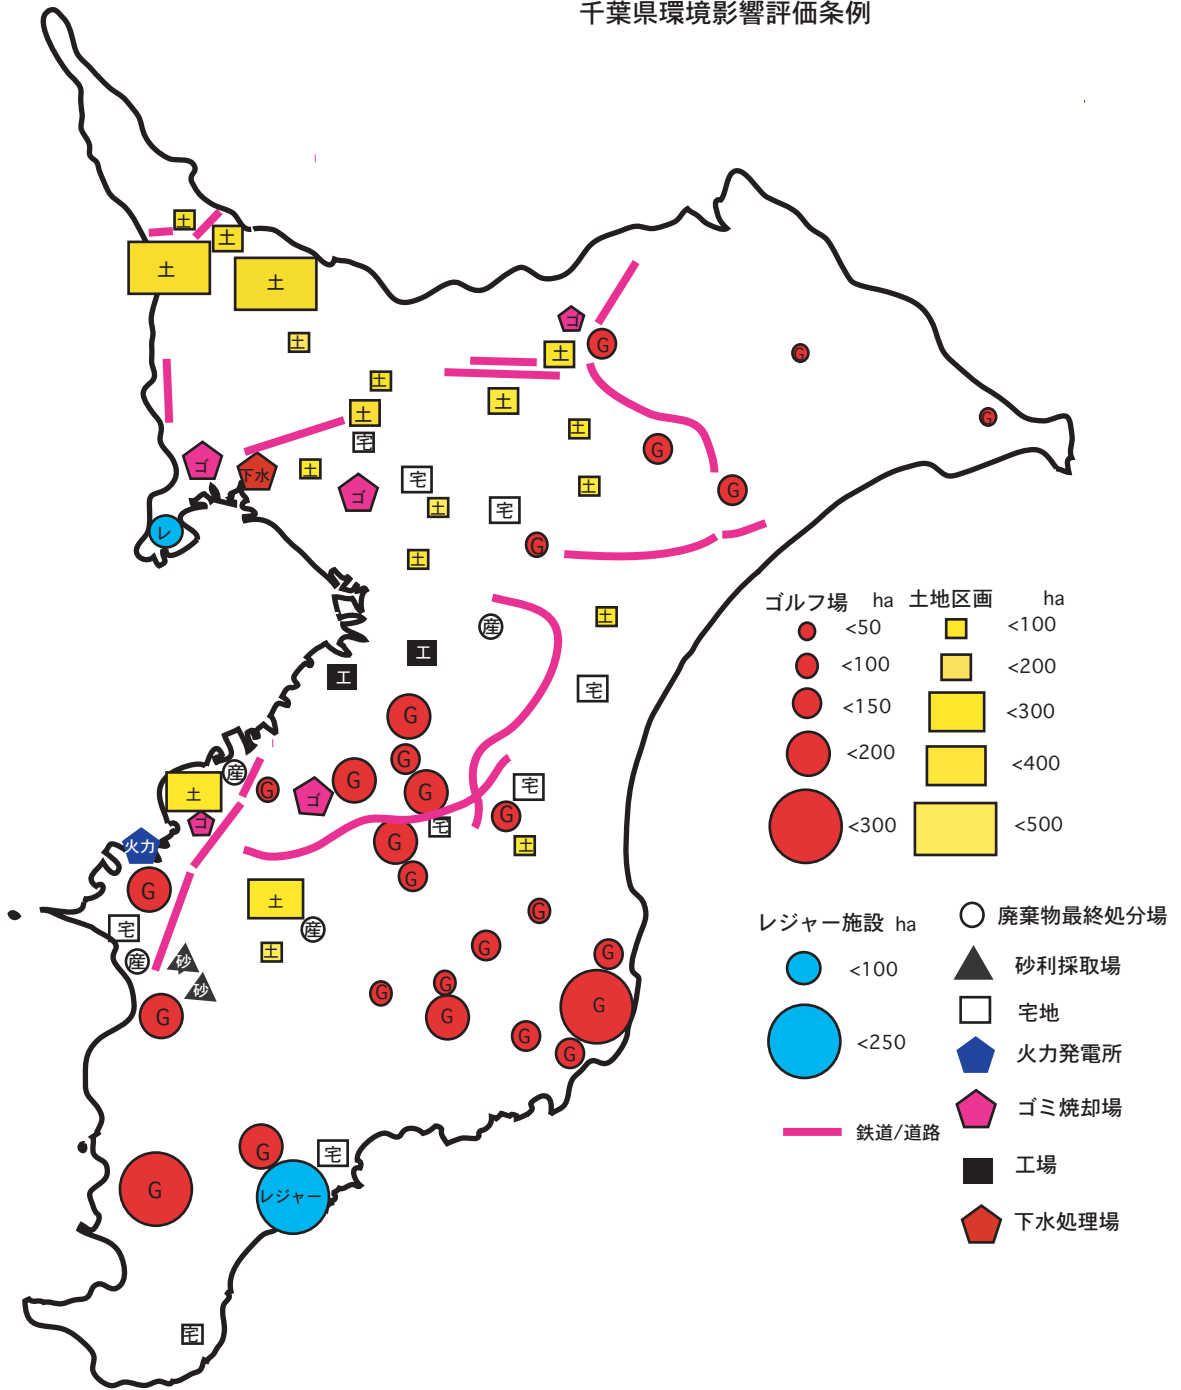 千葉県環境影響評価条例
土
土
土
土
土
ゴ
G
土
G
土
土
土
G
土
宅
土
G
ゴ
下水
土
宅
ゴ
土
土
G
宅
レ
G
土
土
産
工
工
宅
G
G
産
G
G
ゴ
G
宅
土
ゴ
G
宅
火力
G
土
G
G
土
G
宅
産
G
G
土
G
産
砂
砂
G
G
G
G
G
G
G
G
宅
レジャー
G
宅
ゴルフ場 ha
<50
<100
<150
<200
<300
土地区画 ha
<100
<200
<300
<400
<500
レジャー施設 ha
<100
<250
鉄道/道路
廃棄物最終処分場
砂利採取場
宅地
火力発電所
ゴミ焼却場
工場
下水処理場